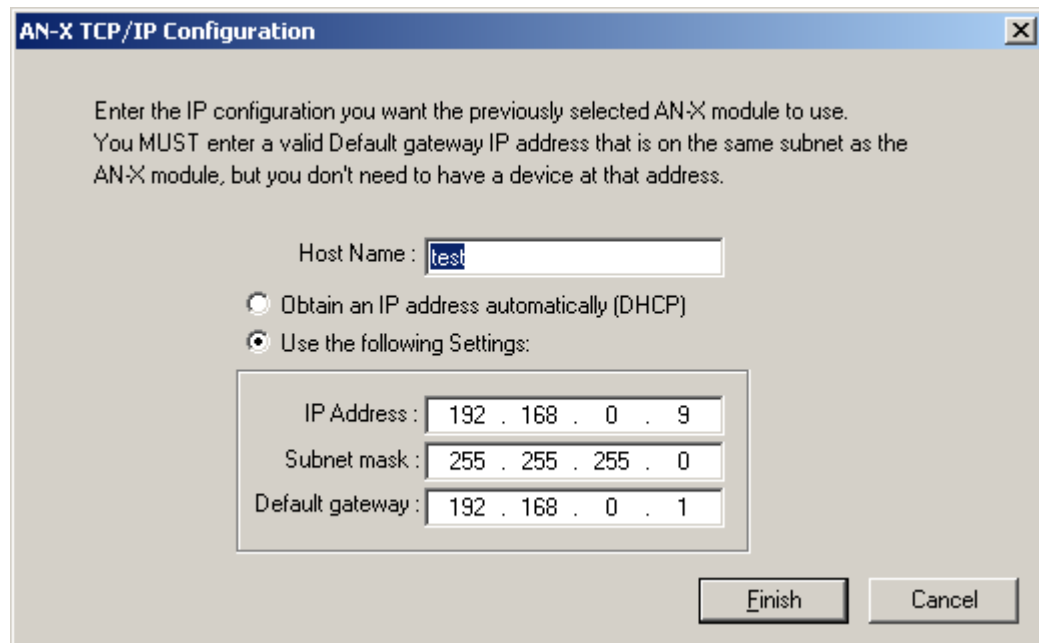 AN-X TCP/IP Configuration
Enter the IP configuration you want the previously selected AN-X module to use.
You MUST enter a valid Default gateway IP address that is on the same subnet as the
AN-X module, but you don't need to have a device at that address.
Host Name : test
Obtain an IP address automatically (DHCP)
Use the following Settings:
IP Address : 192 . 168 . 0 . 9
Subnet mask : 255 . 255 . 255 . 0
Default gateway : 192 . 168 . 0 . 1
Finish Cancel